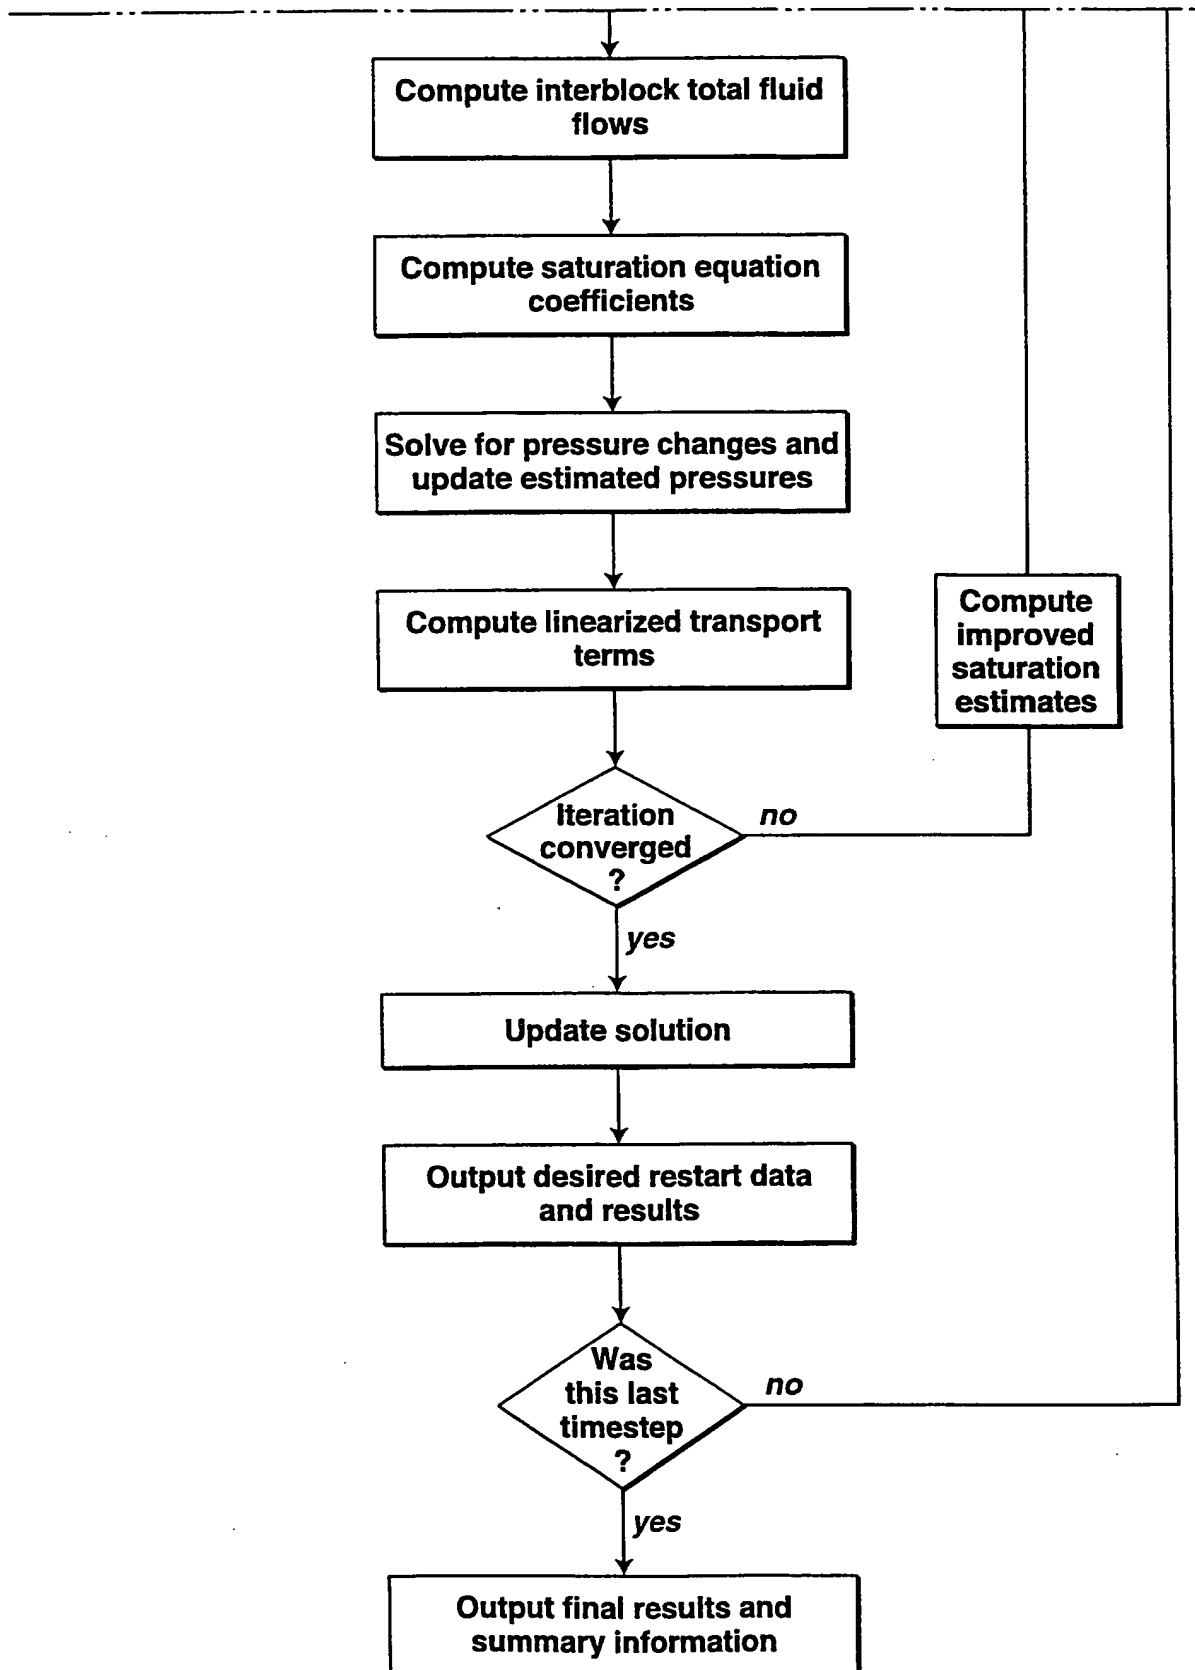 Compute interblock total fluid
flows
Compute saturation equation
coefficients
Solve for pressure changes and
update estimated pressures
Compute linearized transport
terms
Compute
improved
saturation
estimates
Iteration
converged
?
no
yes
Update solution
Output desired restart data
and results
Was
this last
timestep
?
no
yes
Output final results and
summary information